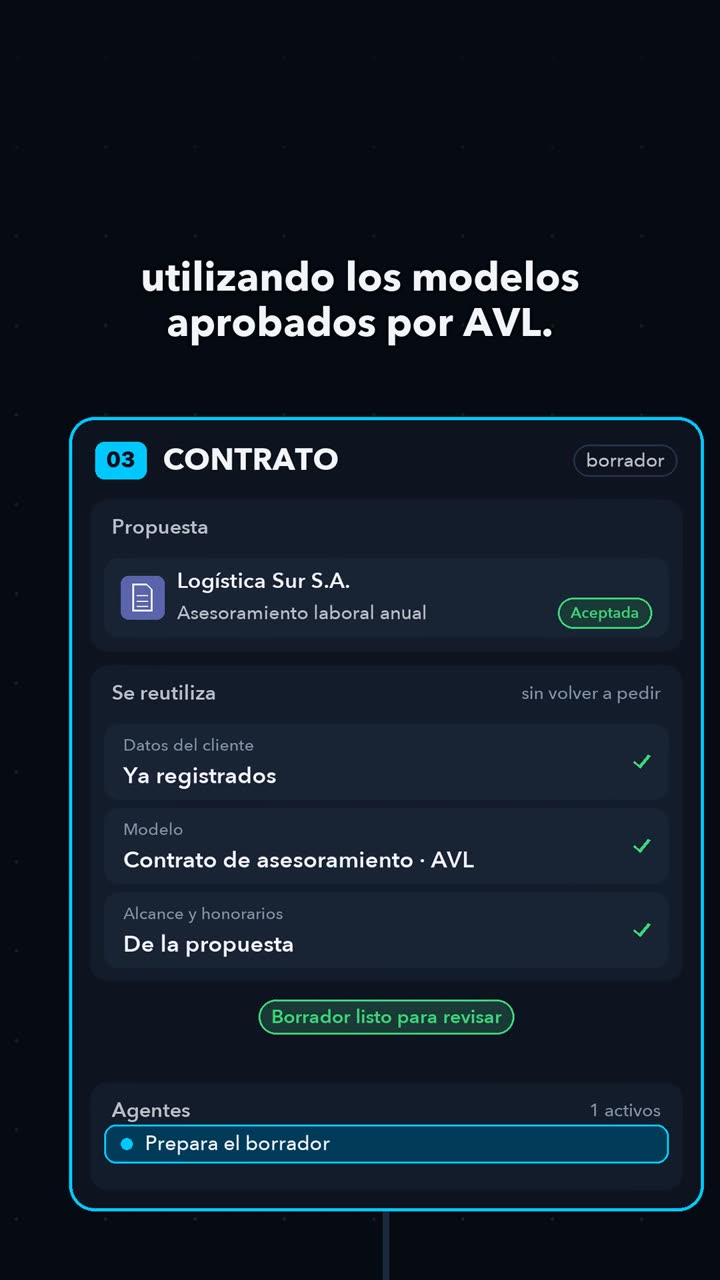 utilizando los modelos
aprobados por AVL.
03 CONTRATO borrador
Propuesta
Logística Sur S.A.
Asesoramiento laboral anual Aceptada
Se reutiliza sin volver a pedir
Datos del cliente
Ya registrados
Modelo
Contrato de asesoramiento · AVL
Alcance y honorarios
De la propuesta
Borrador listo para revisar
Agentes 1 activos
Prepara el borrador